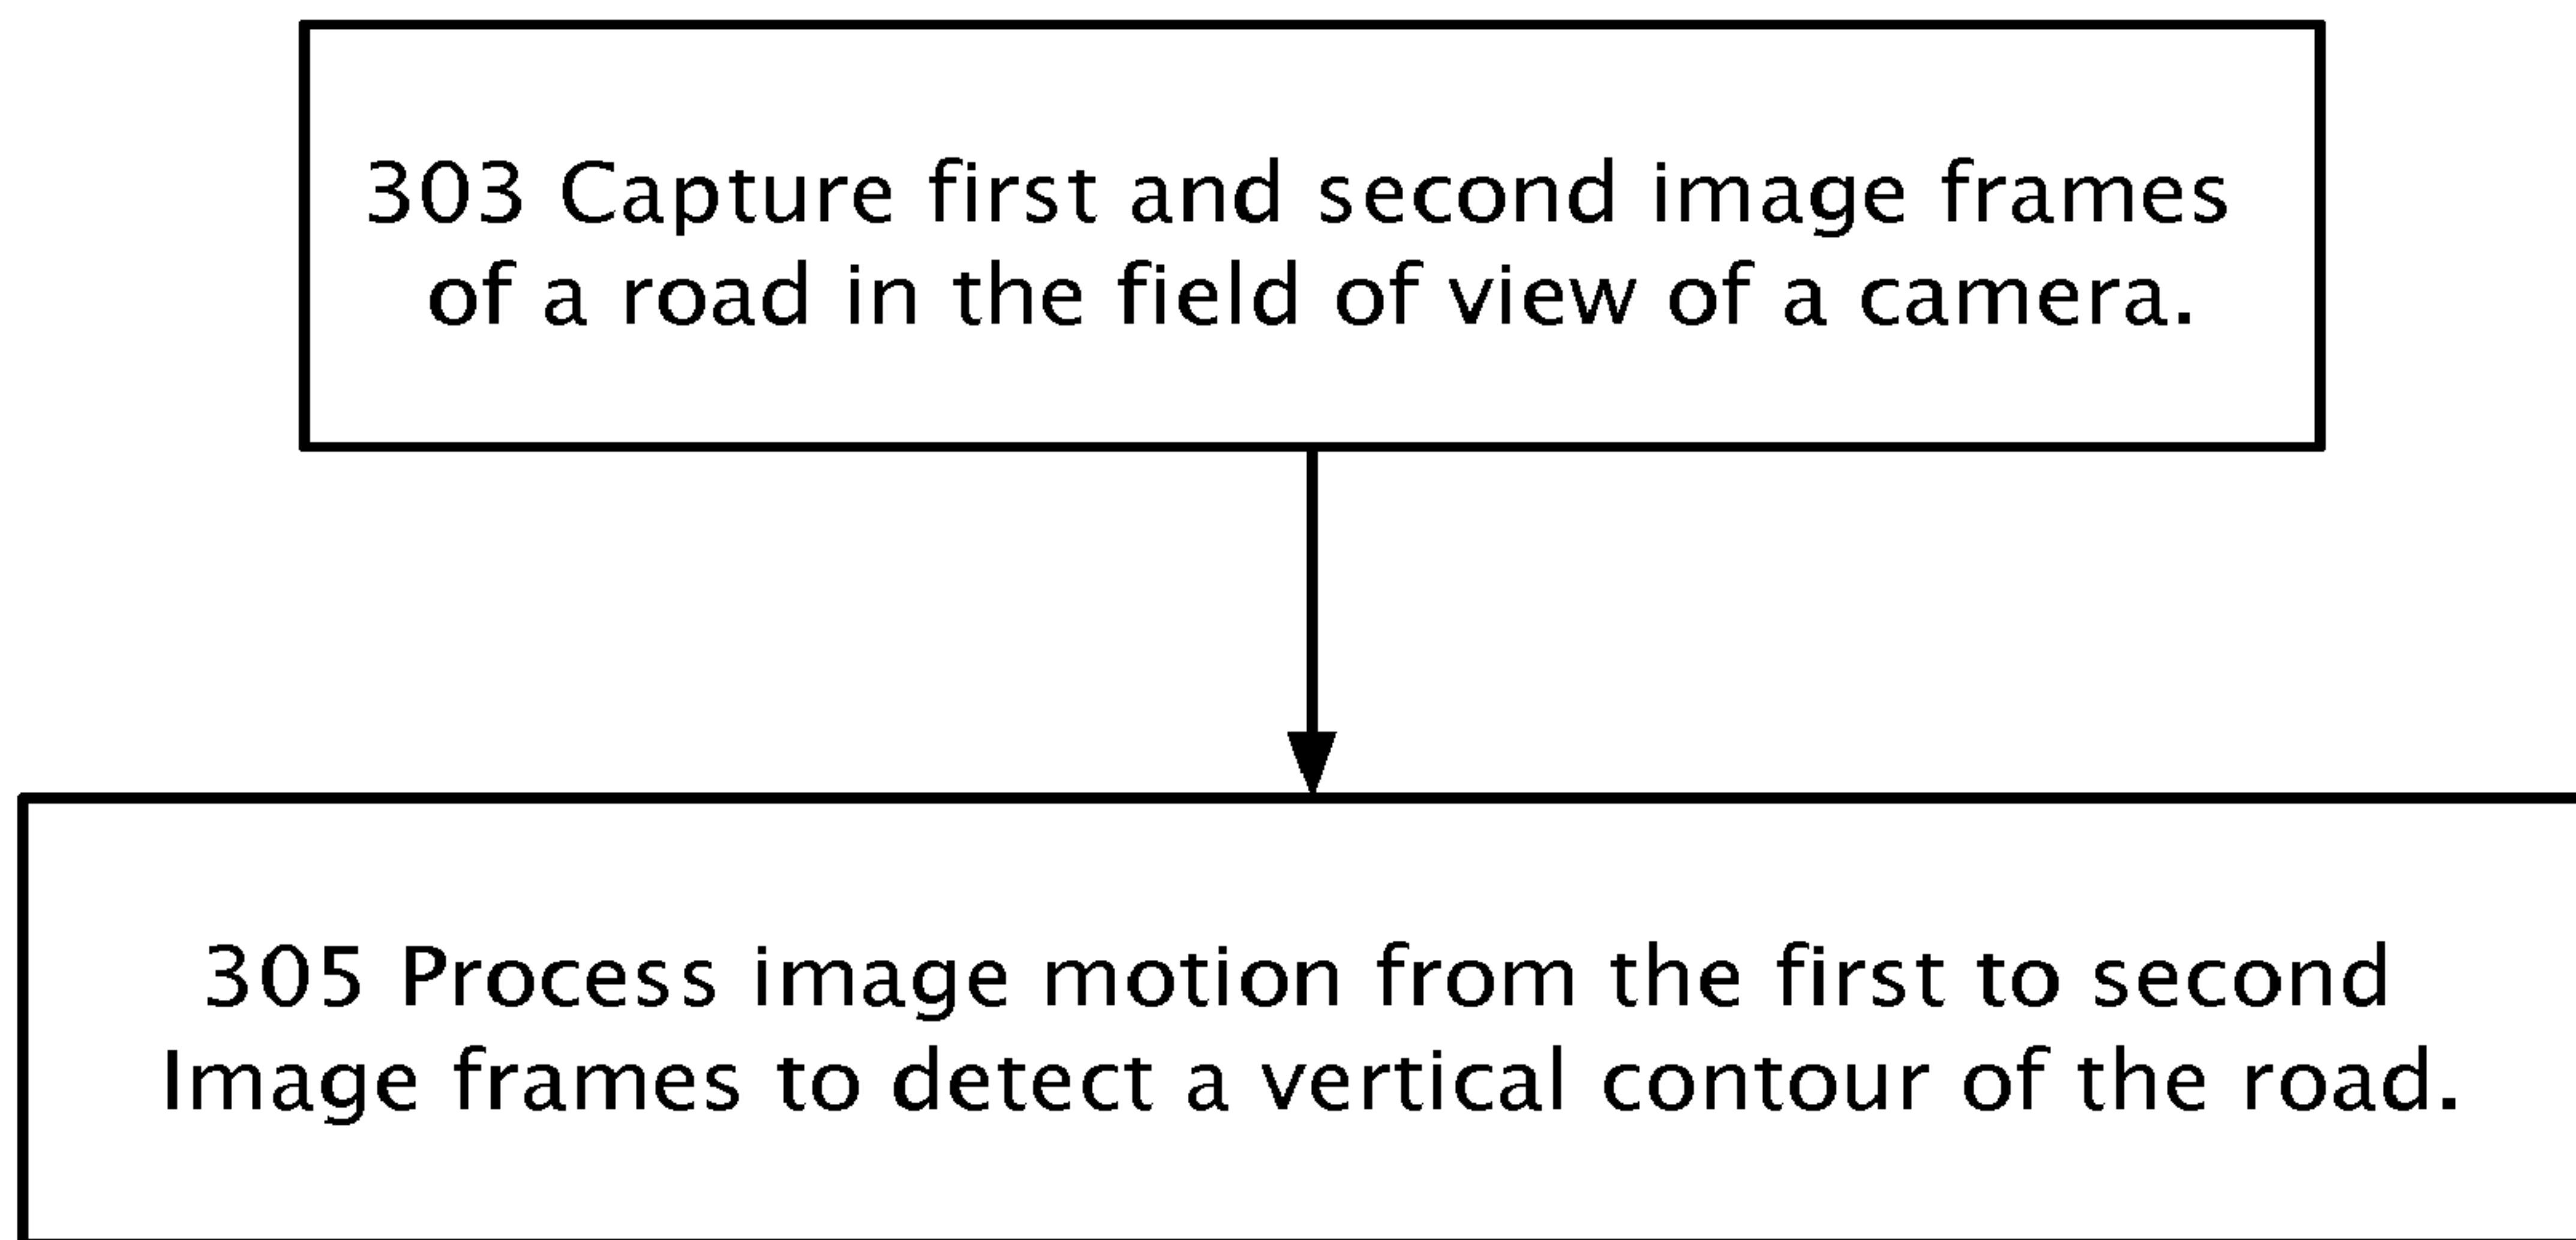 303 Capture first and second image frames
of a road in the field of view of a camera.
305 Process image motion from the first to second
Image frames to detect a vertical contour of the road.